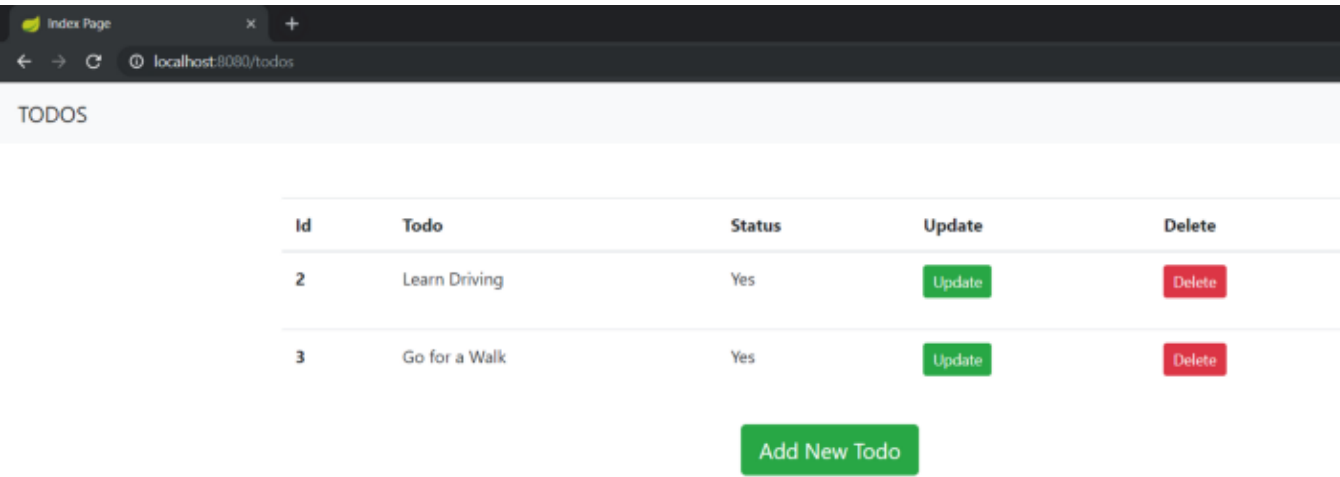 Index Page
localhost:8080/todos
TODOS
Id Todo Status Update Delete
2 Learn Driving Yes Update Delete
3 Go for a Walk Yes Update Delete
Add New Todo